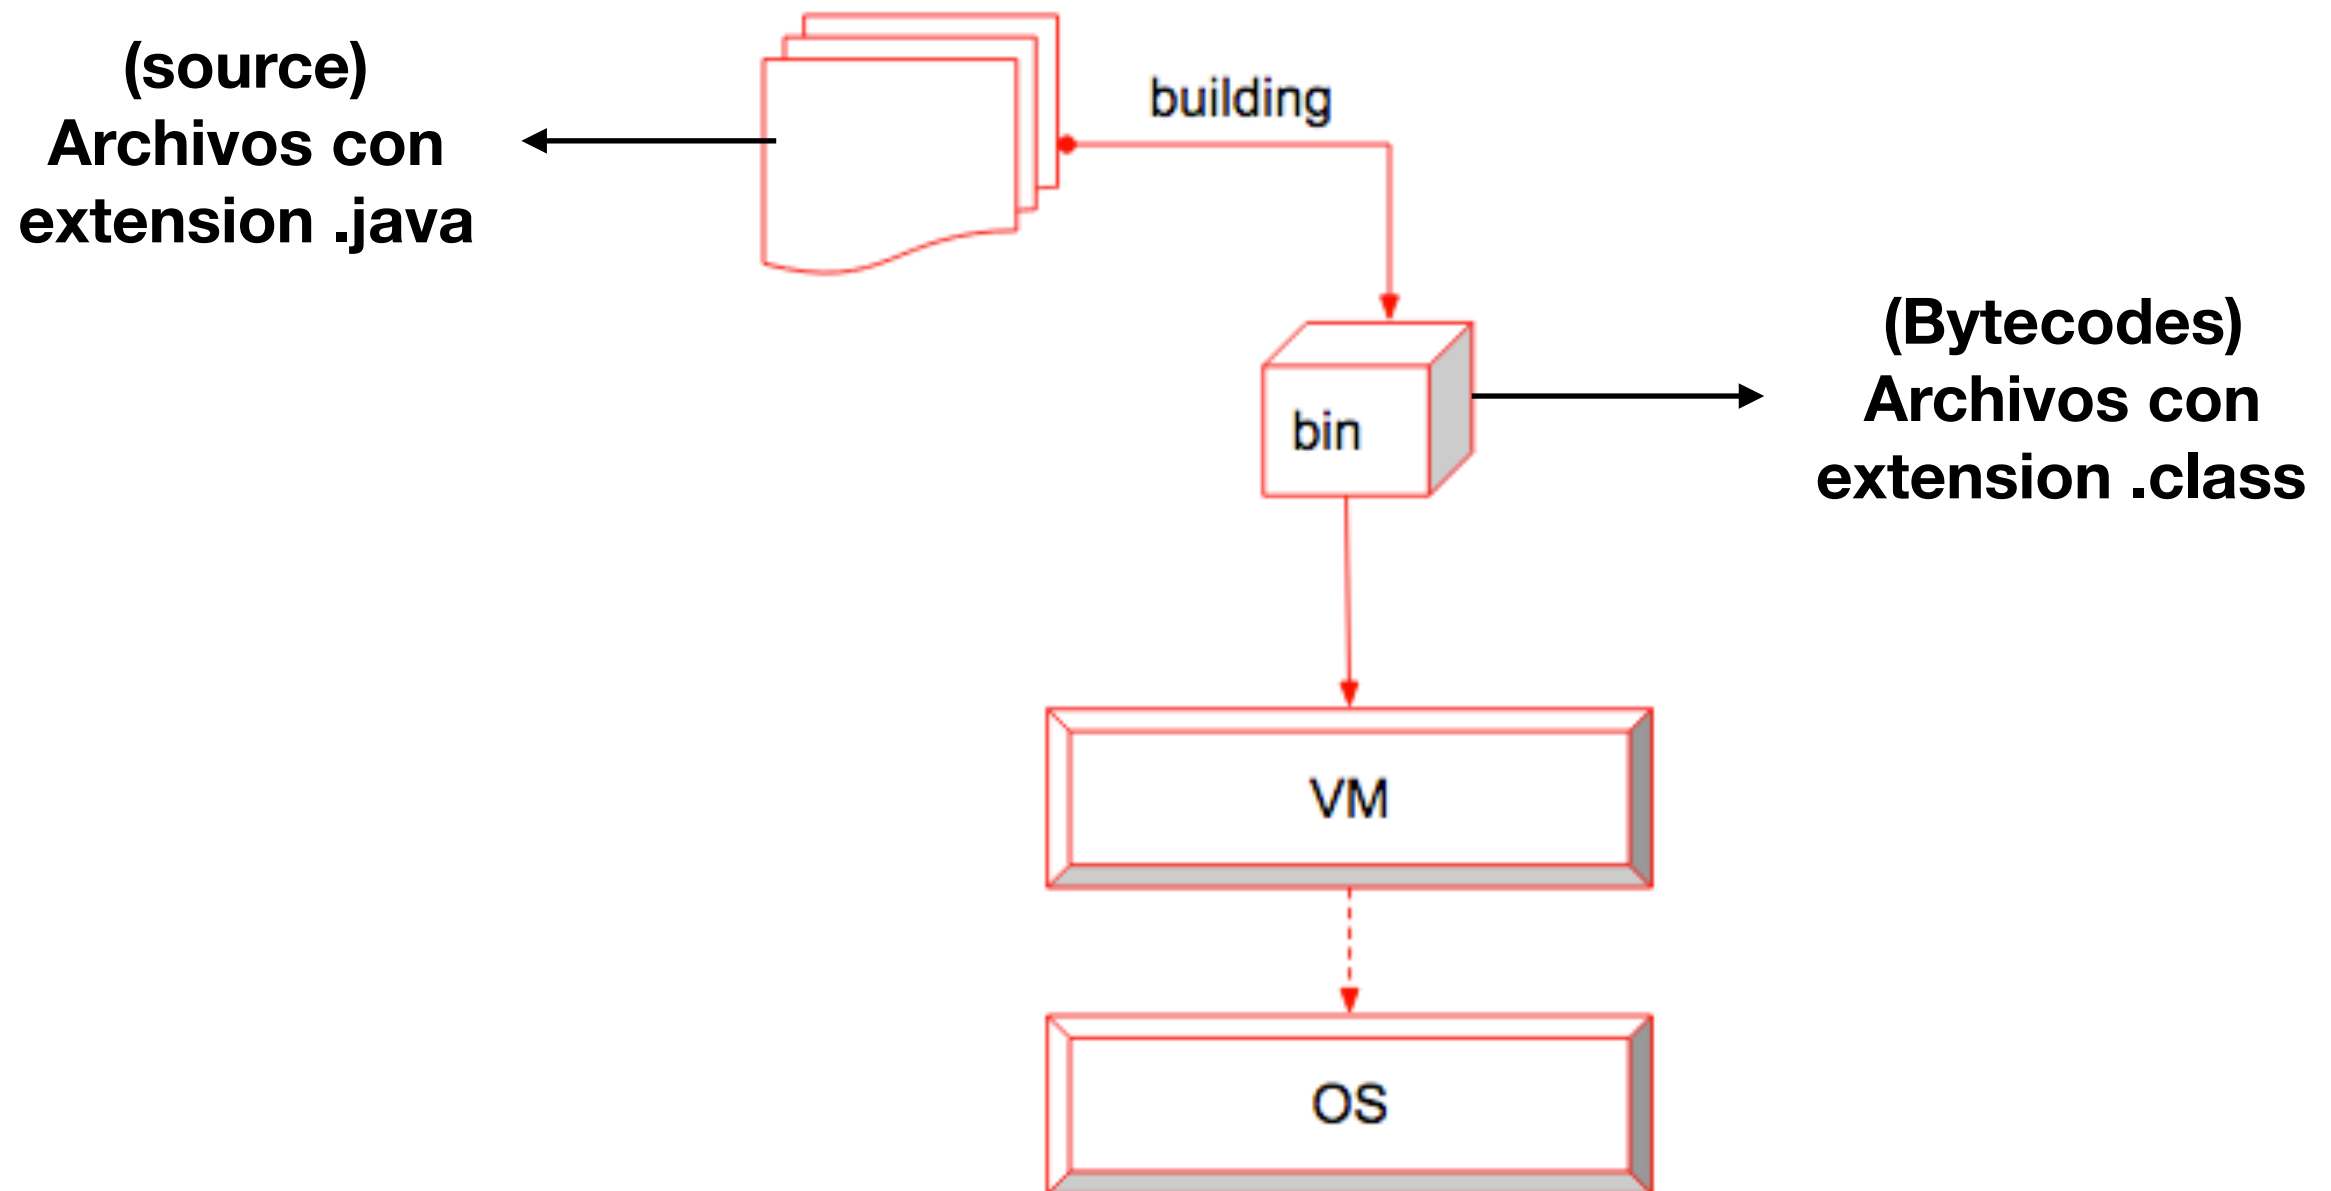 (source)
Archivos con
extension .java
building
(Bytecodes)
Archivos con
extension .class
bin
VM
OS